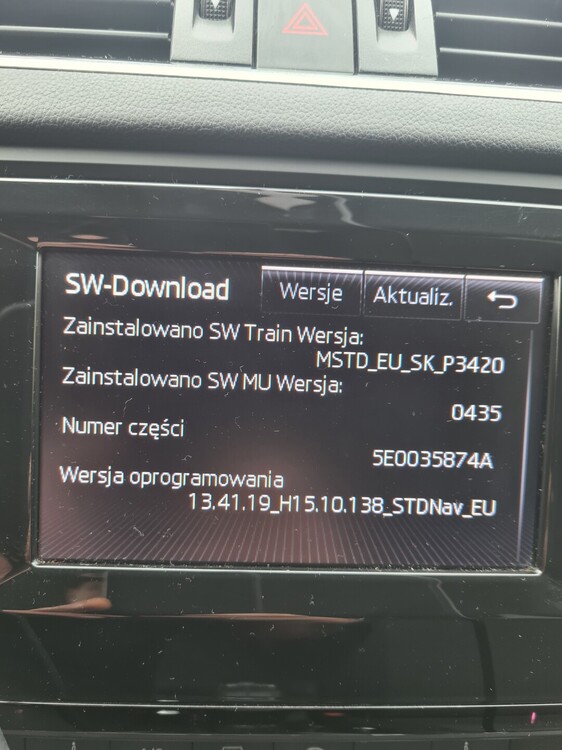 SW-Download
Wersje
Aktualiz.
Zainstalowano SW Train Wersja:
MSTD_EU_SK_P3420
Zainstalowano SW MU Wersja:
0435
Numer części
5E0035874A
Wersja oprogramowania
13.41.19_H15.10.138_STDNav_EU